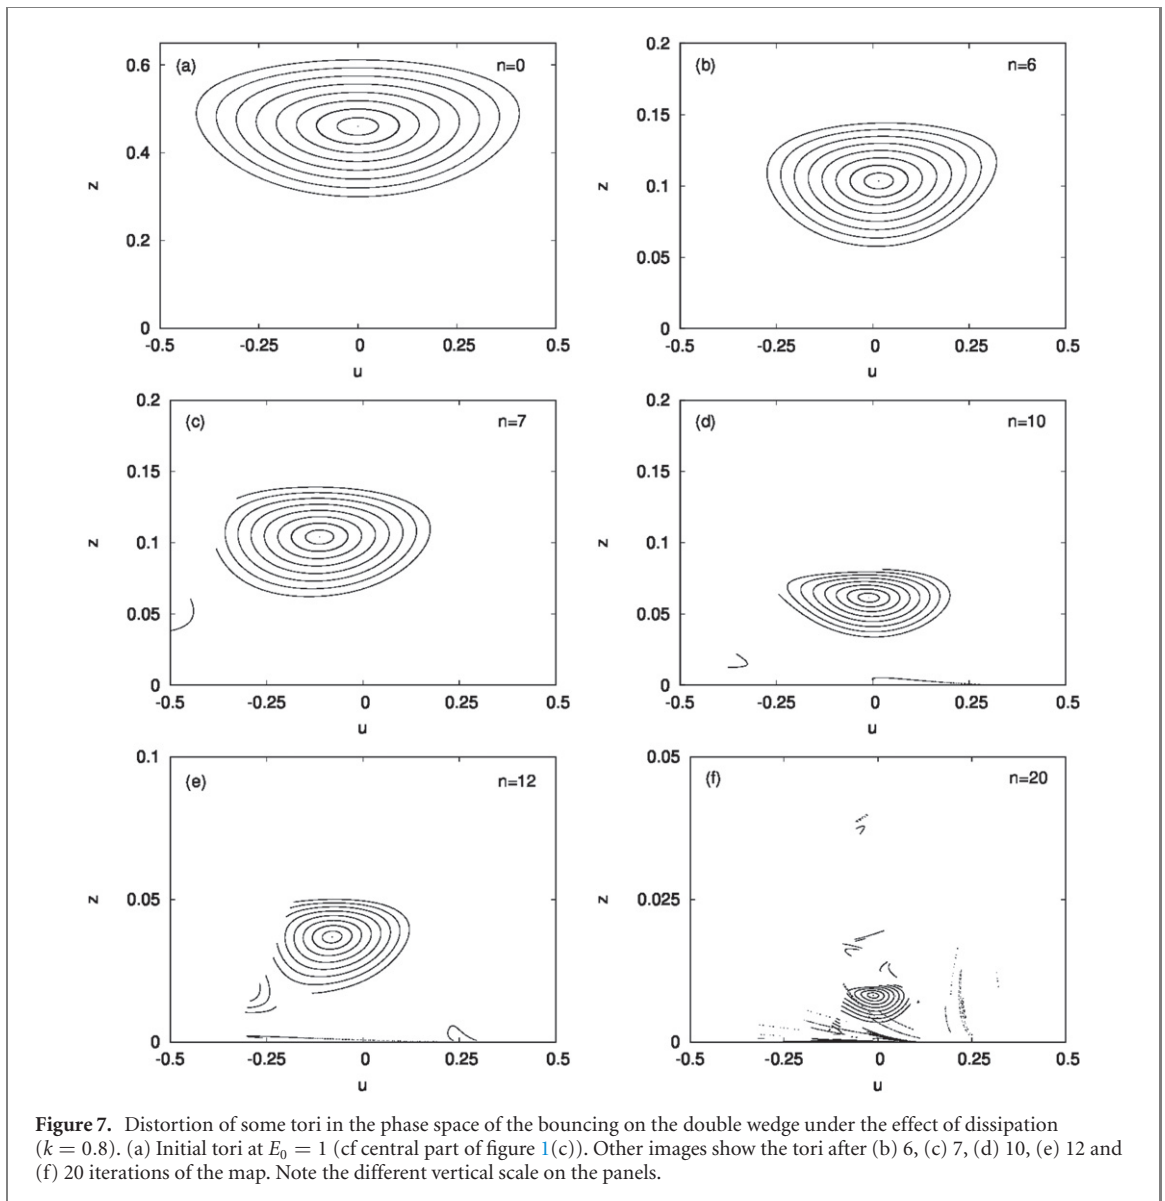 (a)
n=0
0.6
0.4
0.2
0
z
-0.5
-0.25
0
0.25
0.5
u
(b)
n=6
0.2
0.15
0.1
0.05
0
z
-0.5
-0.25
0
0.25
0.5
u
(c)
n=7
0.2
0.15
0.1
0.05
0
z
-0.5
-0.25
0
0.25
0.5
u
(d)
n=10
0.2
0.15
0.1
0.05
0
z
-0.5
-0.25
0
0.25
0.5
u
(e)
n=12
0.1
0.05
0
z
-0.5
-0.25
0
0.25
0.5
u
(f)
n=20
0.05
0.025
0
z
-0.5
-0.25
0
0.25
0.5
u
Figure 7. Distortion of some tori in the phase space of the bouncing on the double wedge under the effect of dissipation
(k = 0.8). (a) Initial tori at E₀ = 1 (cf central part of figure 1(c)). Other images show the tori after (b) 6, (c) 7, (d) 10, (e) 12 and
(f) 20 iterations of the map. Note the different vertical scale on the panels.